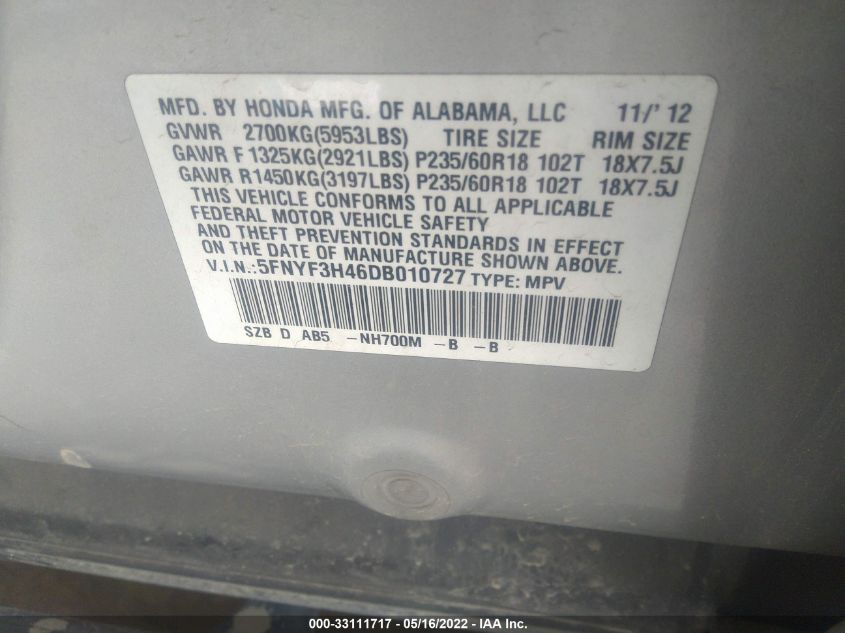 MFD. BY HONDA MFG. OF ALABAMA, LLC 11/' 12
GVWR 2700KG(5953LBS) TIRE SIZE RIM SIZE
GAWR F 1325KG(2921LBS) P235/60R18 102T 18X7.5J
GAWR R1450KG(3197LBS) P235/60R18 102T 18X7.5J
THIS VEHICLE CONFORMS TO ALL APPLICABLE
FEDERAL MOTOR VEHICLE SAFETY
AND THEFT PREVENTION STANDARDS IN EFFECT
ON THE DATE OF MANUFACTURE SHOWN ABOVE.
V.I.N.:5FNYF3H46DB010727 TYPE: MPV
SZB D AB5 -NH700M -B -B
000-33111717 - 05/16/2022 - IAA Inc.